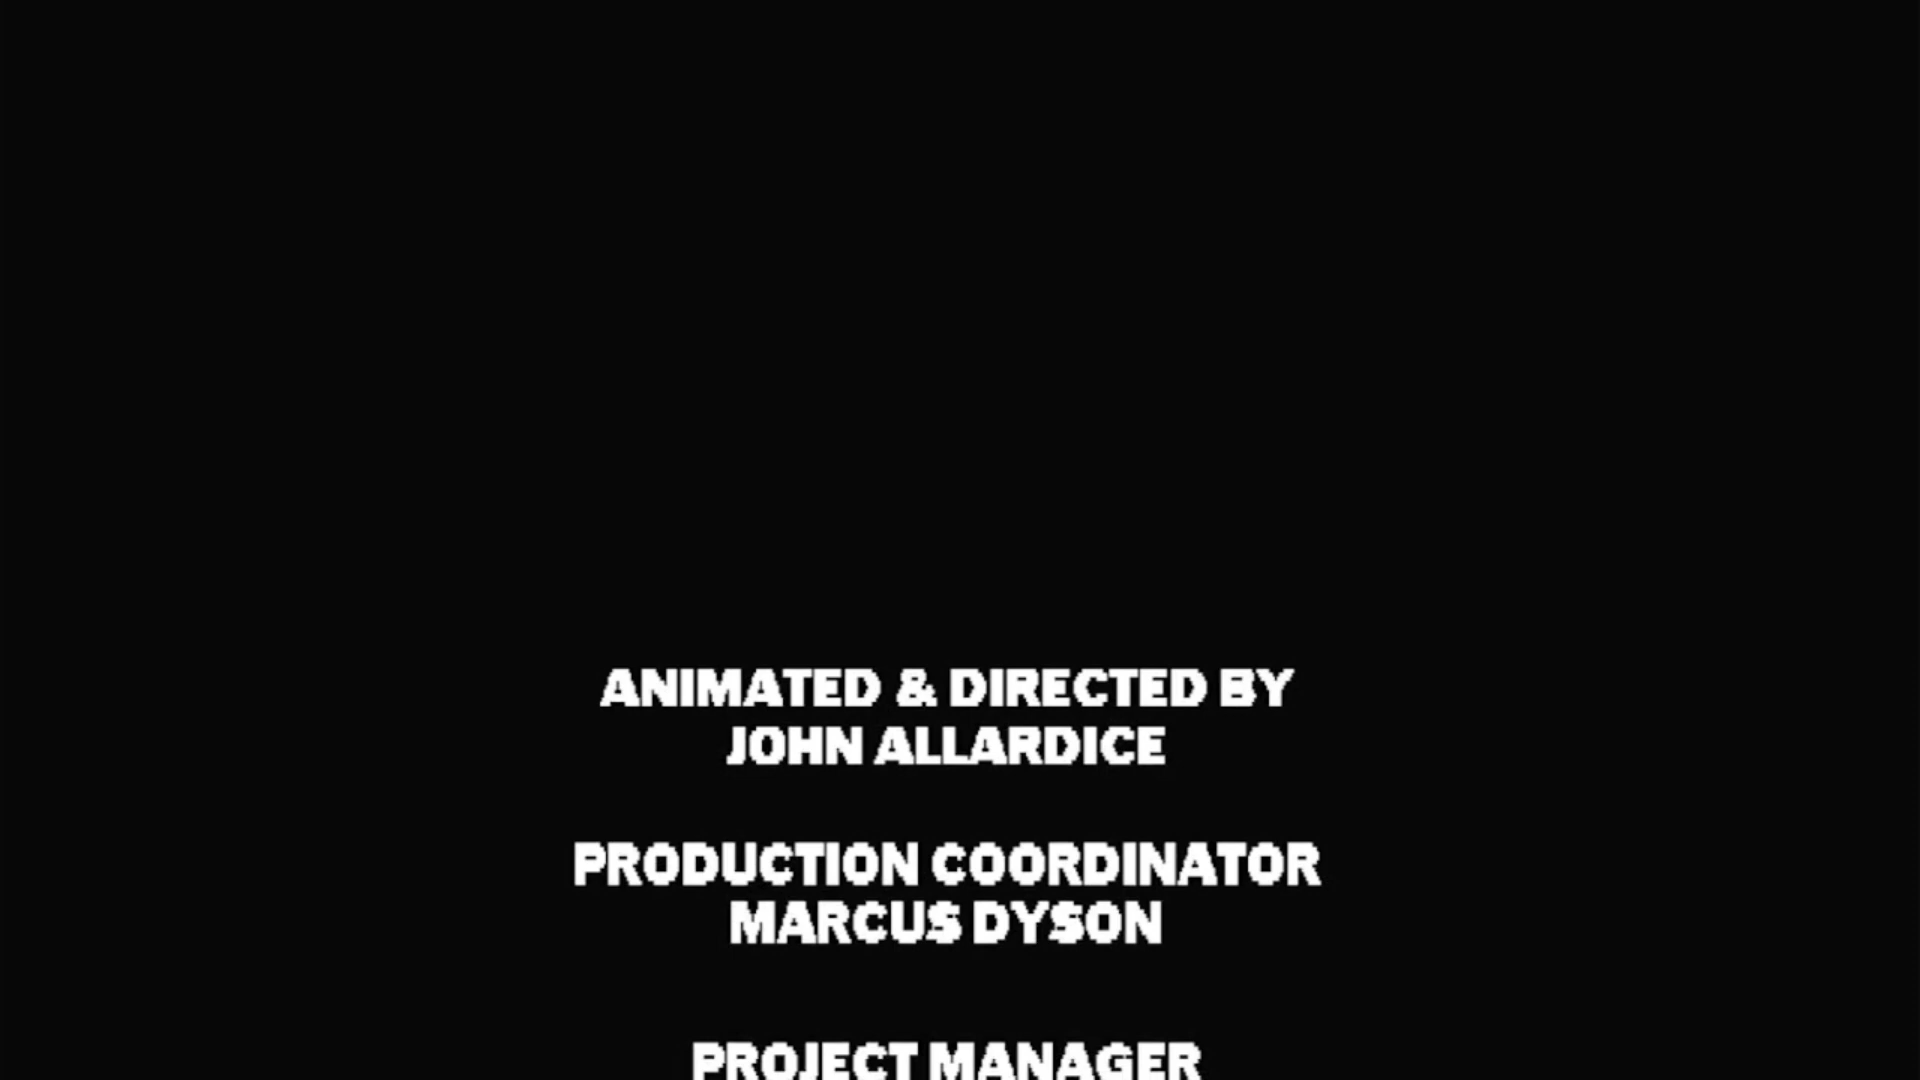 ANIMATED & DIRECTED BY
JOHN ALLARDICE
PRODUCTION COORDINATOR
MARCUS DYSON
PROJECT MANAGER